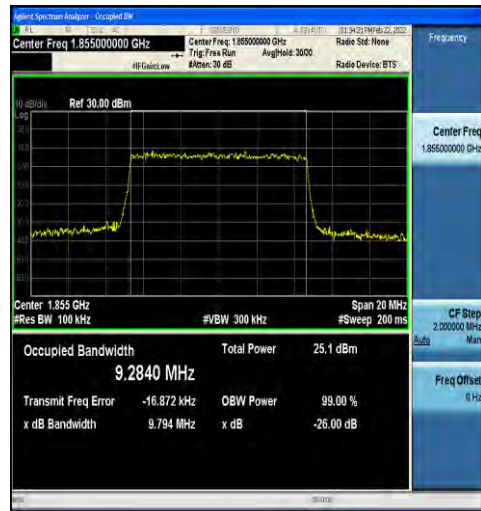 Agilent Spectrum Analyzer - Occupied BW
Center Freq 1.855000000 GHz
Center Freq: 1.855000000 GHz
Radio Std: None
Trig: Free Run Avg|Hold: 30/30
#IFGain:Low
#Atten: 30 dB
Radio Device: BTS
Frequency
10 dB/div Ref 30.00 dBm
Log
Center Freq
1.855000000 GHz
Center 1.855 GHz
Span 20 MHz
#Res BW 100 kHz
#VBW 300 kHz
#Sweep 200 ms
CF Step
2.000000 MHz
Auto Man
Occupied Bandwidth
Total Power 25.1 dBm
9.2840 MHz
Transmit Freq Error -16.872 kHz
OBW Power 99.00 %
x dB Bandwidth 9.794 MHz
x dB -26.00 dB
Freq Offset
0 Hz